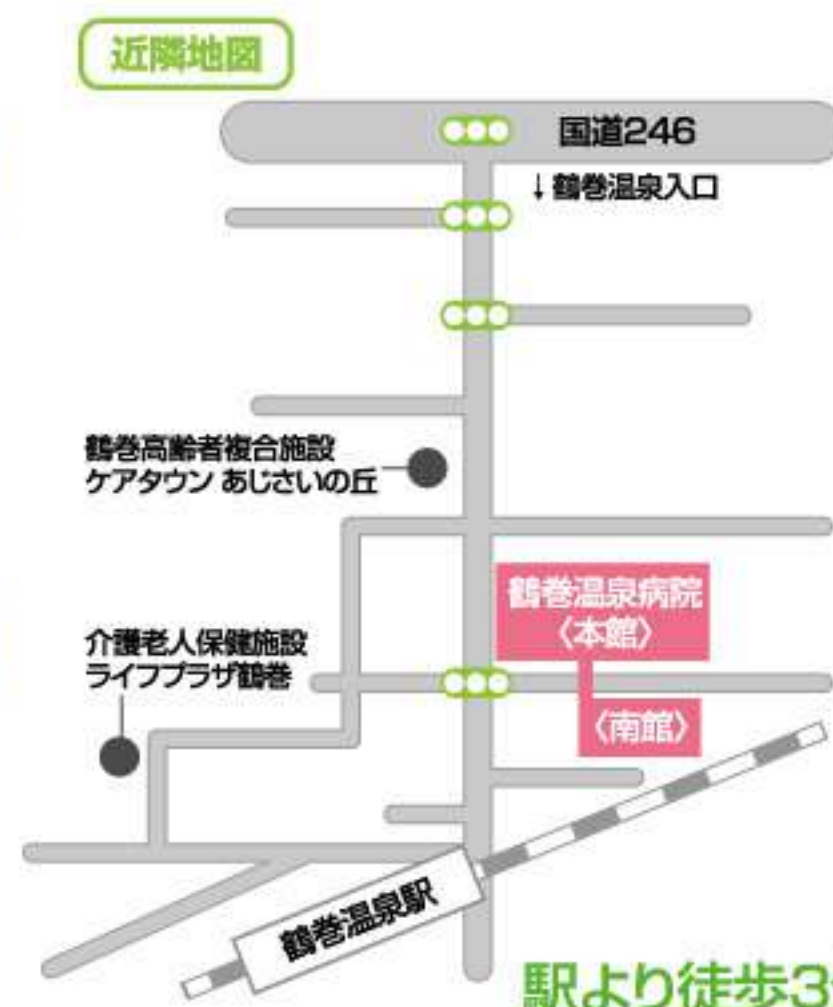 近隣地図
国道246
↓鶴巻温泉入口
鶴巻高齢者複合施設
ケアタウン あじさいの丘
鶴巻温泉病院
〈本館〉
介護老人保健施設
ライフプラザ鶴巻
〈南館〉
鶴巻温泉駅
駅より徒歩3